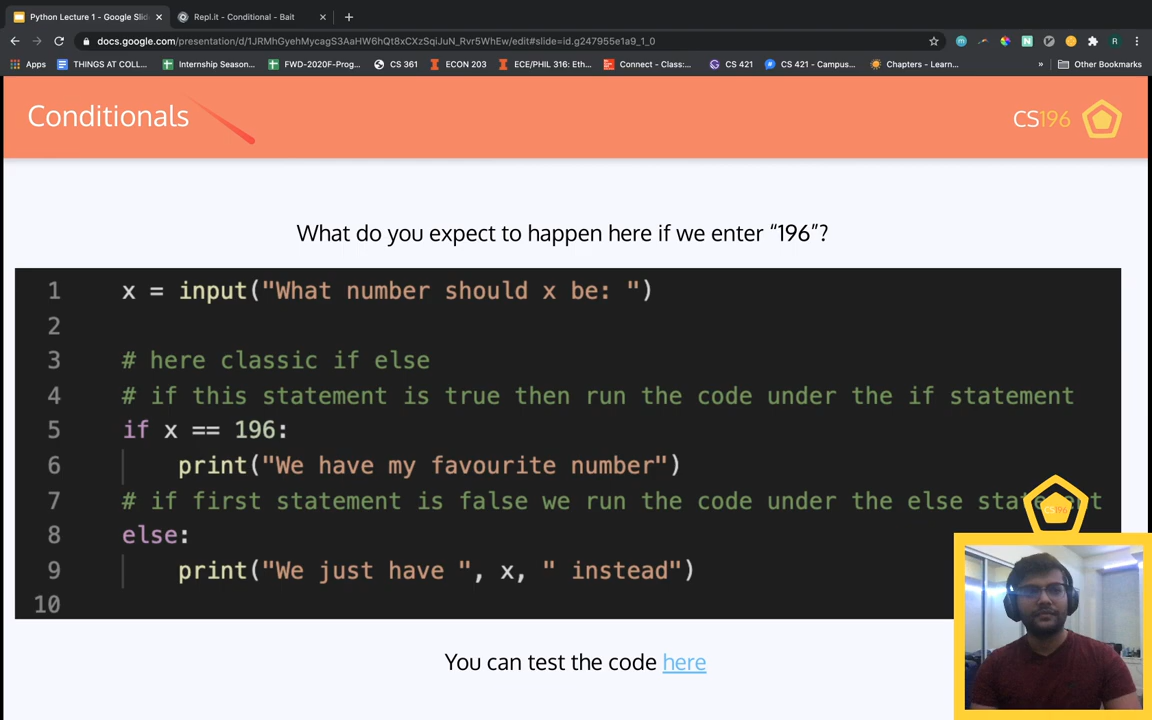 Python Lecture 1 - Google Slid
Repl.it - Conditional - Bait
docs.google.com/presentation/d/1JRMhGyehMycagS3AaHW6hQt8xCXzSqiJuN_Rvr5WhEw/edit#slide=id.g247955e1a9_1_0
Apps THINGS AT COLL... Internship Season... FWD-2020F-Prog... CS 361 ECON 203 ECE/PHIL 316: Eth... Connect - Class:... CS 421 CS 421 - Campus... Chapters - Learn... » Other Bookmarks
Conditionals
CS196
What do you expect to happen here if we enter “196”?
1 x = input("What number should x be: ")
2
3 # here classic if else
4 # if this statement is true then run the code under the if statement
5 if x == 196:
6 print("We have my favourite number")
7 # if first statement is false we run the code under the else statement
8 else:
9 print("We just have ", x, " instead")
10
CS196
You can test the code here